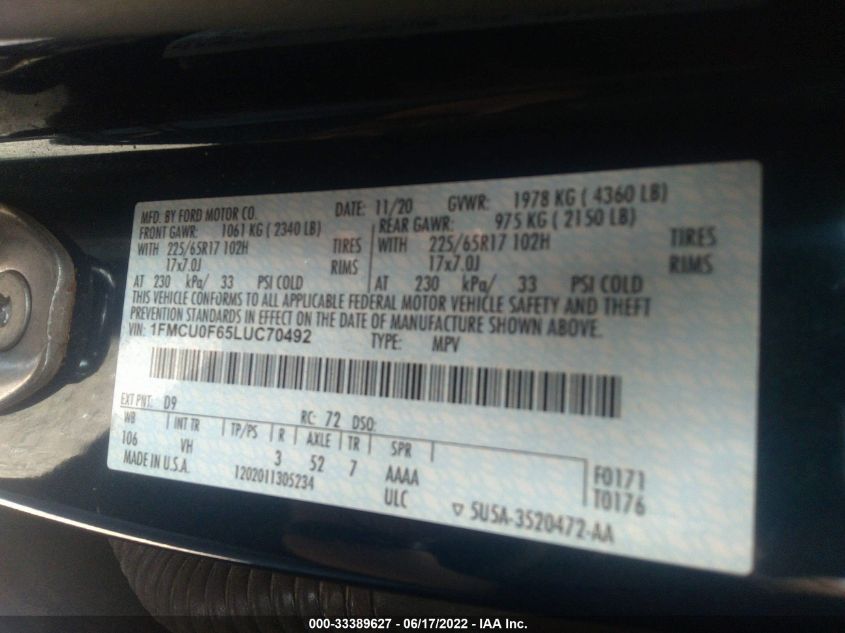 MFD. BY FORD MOTOR CO. DATE: 11/20 GVWR: 1978 KG ( 4360 LB)
FRONT GAWR: 1061 KG ( 2340 LB) REAR GAWR: 975 KG ( 2150 LB)
WITH 225/65R17 102H TIRES WITH 225/65R17 102H TIRES
17x7.0J RIMS 17x7.0J RIMS
AT 230 kPa/ 33 PSI COLD AT 230 kPa/ 33 PSI COLD
THIS VEHICLE CONFORMS TO ALL APPLICABLE FEDERAL MOTOR VEHICLE SAFETY AND THEFT
PREVENTION STANDARDS IN EFFECT ON THE DATE OF MANUFACTURE SHOWN ABOVE.
VIN: 1FMCU0F65LUC70492 TYPE: MPV
EXT PNT: D9 RC: 72 DSO:
WB INT TR TP/PS R AXLE TR SPR
106 VH 3 52 7 AAAA F0171
MADE IN U.S.A. 1202011305234 ULC T0176
▽ 5U5A-3520472-AA
000-33389627 - 06/17/2022 - IAA Inc.